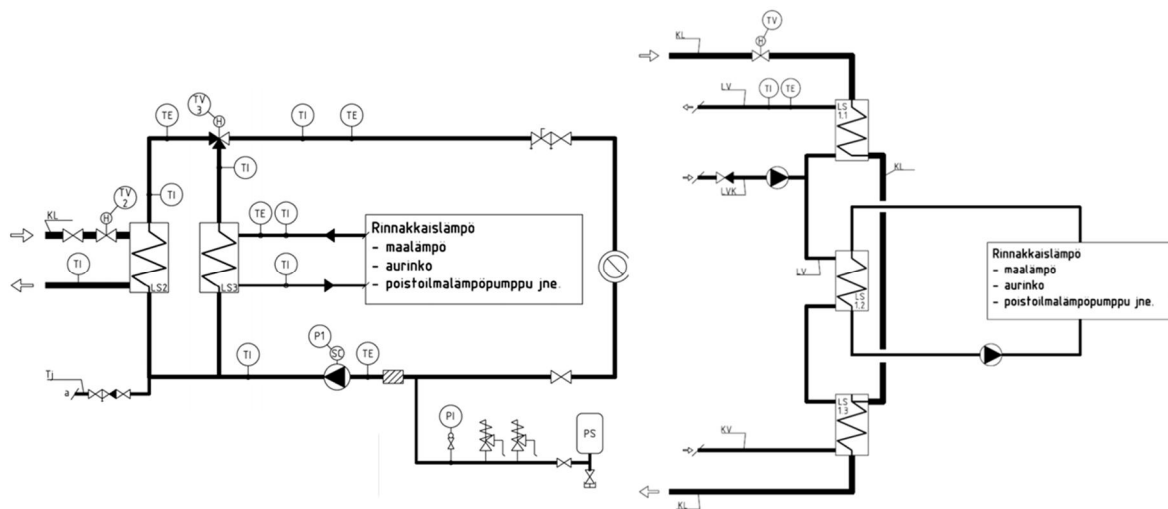 TE
TV
3
H
TI
TE
TI
TV
2
H
TI
KL
TE
TI
TI
TI
LS2
LS3
Rinnakkaislämpö
- maalämpö
- aurinko
- poistoilmalämpöpumppu jne.
P1
SC
TI
TE
Tj
a
PI
PS
TV
H
KL
LV
TI
TE
LS
1,1
KL
LVK
LV
LS
1,2
Rinnakkaislämpö
- maalämpö
- aurinko
- poistoilmalämpöpumppu jne.
LS
1,3
KV
KL